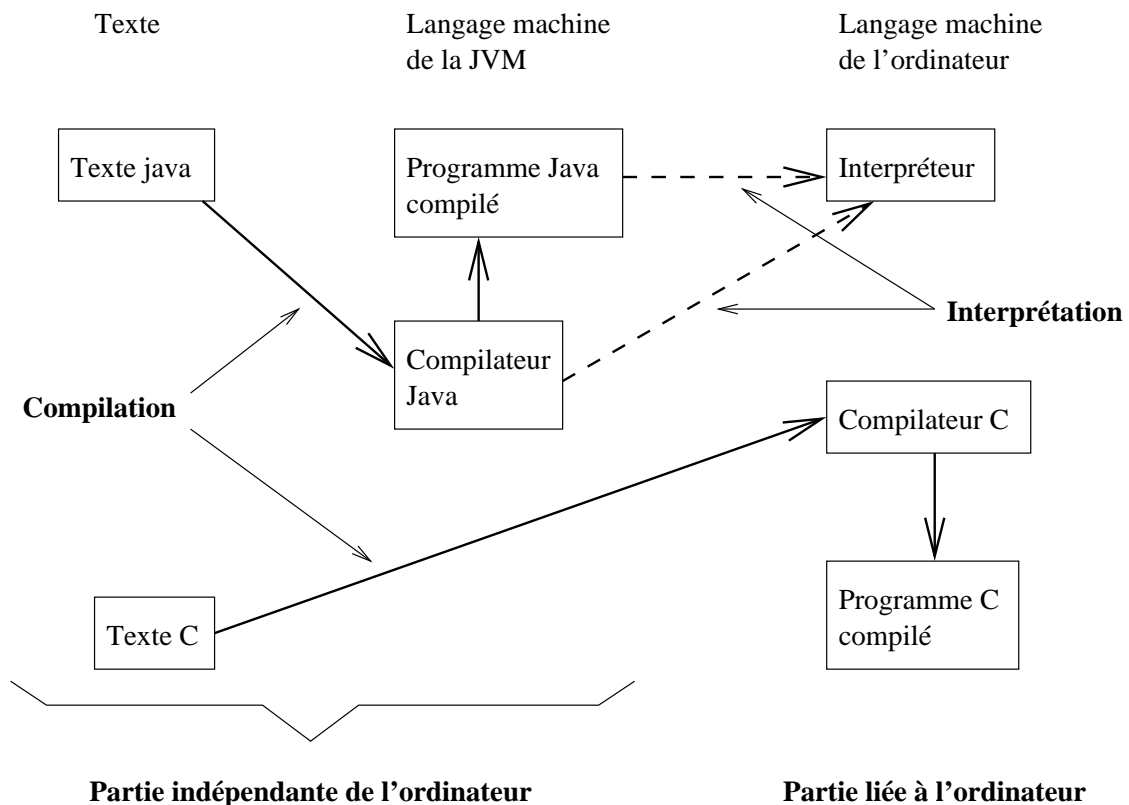 Texte
Langage machine
de la JVM
Langage machine
de l’ordinateur
Texte java
Programme Java
compilé
Interpréteur
Interprétation
Compilateur
Java
Compilation
Compilateur C
Texte C
Programme C
compilé
Partie indépendante de l’ordinateur
Partie liée à l’ordinateur